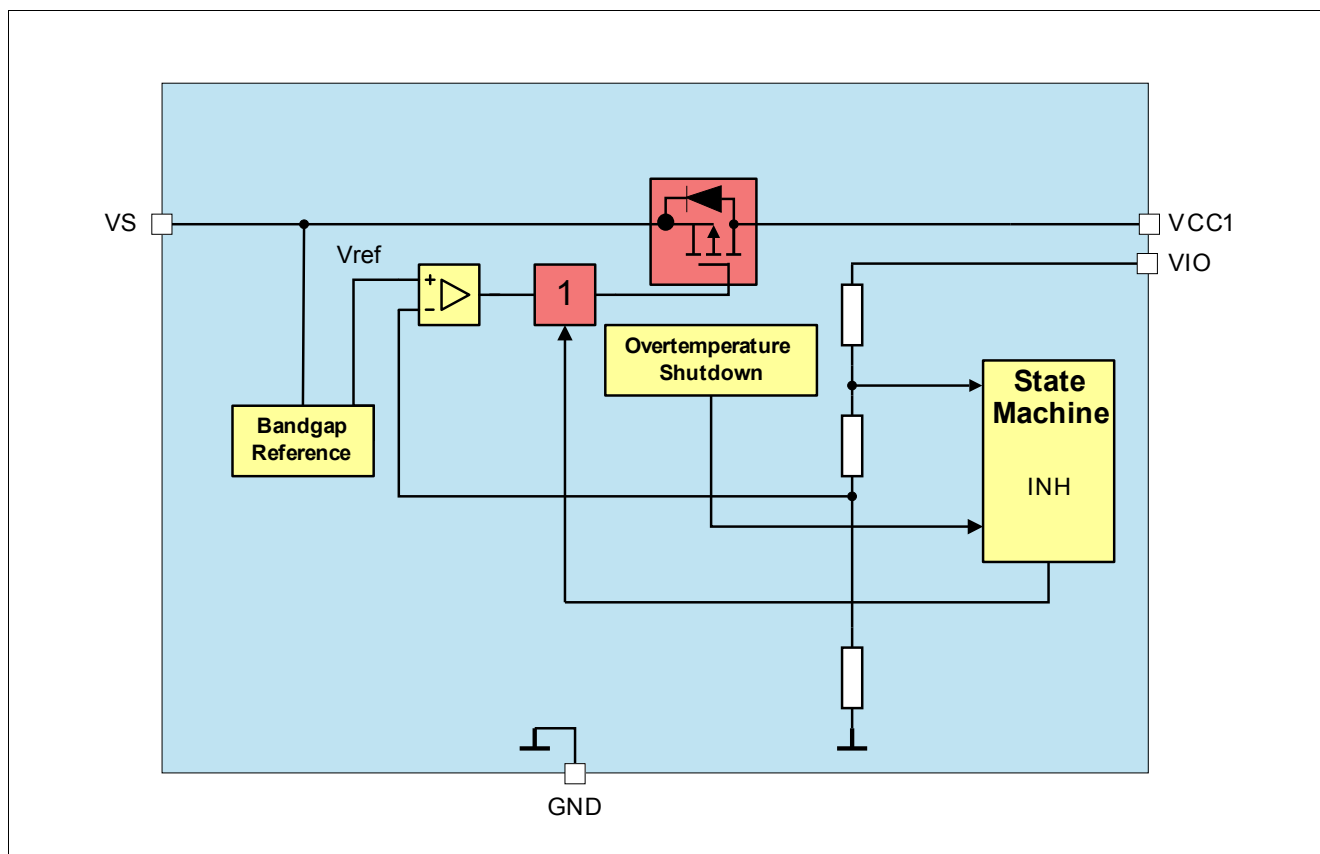 VS
VCC1
Vref
VIO
+
-
1
Overtemperature
Shutdown
State
Machine
INH
Bandgap
Reference
GND